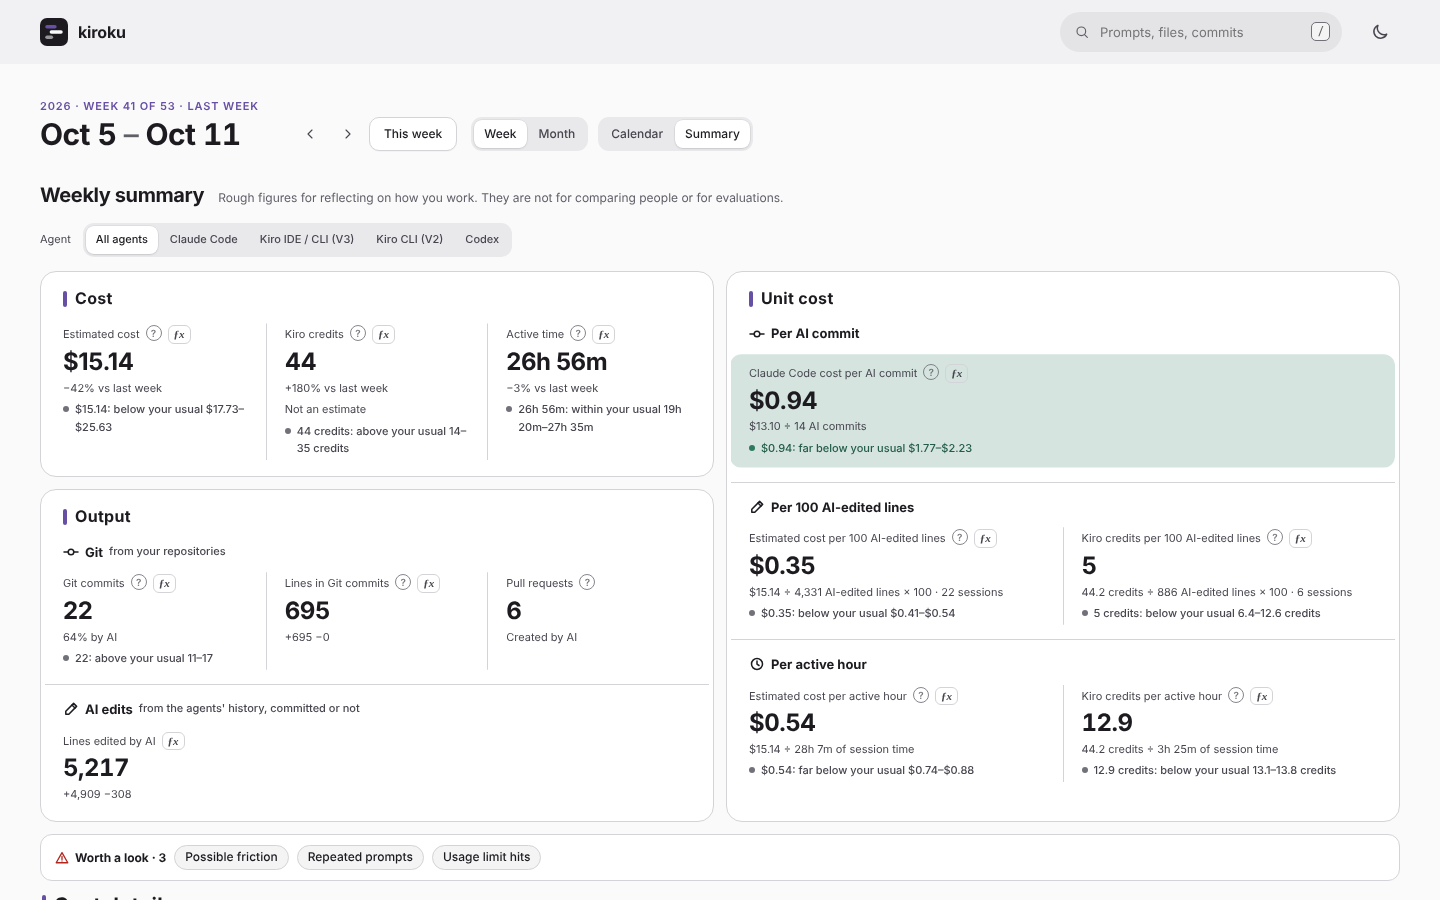 kiroku
Prompts, files, commits
/
2026 · WEEK 41 OF 53 · LAST WEEK
Oct 5 – Oct 11
This week
Week
Month
Calendar
Summary
Weekly summary
Rough figures for reflecting on how you work. They are not for comparing people or for evaluations.
Agent
All agents
Claude Code
Kiro IDE / CLI (V3)
Kiro CLI (V2)
Codex
Cost
Estimated cost ? ƒx
$15.14
−42% vs last week
$15.14: below your usual $17.73–
$25.63
Kiro credits ? ƒx
44
+180% vs last week
Not an estimate
44 credits: above your usual 14–
35 credits
Active time ? ƒx
26h 56m
−3% vs last week
26h 56m: within your usual 19h
20m–27h 35m
Output
Git from your repositories
Git commits ? ƒx
22
64% by AI
22: above your usual 11–17
Lines in Git commits ? ƒx
695
+695 −0
Pull requests ?
6
Created by AI
AI edits from the agents' history, committed or not
Lines edited by AI ƒx
5,217
+4,909 −308
Unit cost
Per AI commit
Claude Code cost per AI commit ? ƒx
$0.94
$13.10 ÷ 14 AI commits
$0.94: far below your usual $1.77–$2.23
Per 100 AI-edited lines
Estimated cost per 100 AI-edited lines ? ƒx
$0.35
$15.14 ÷ 4,331 AI-edited lines × 100 · 22 sessions
$0.35: below your usual $0.41–$0.54
Kiro credits per 100 AI-edited lines ? ƒx
5
44.2 credits ÷ 886 AI-edited lines × 100 · 6 sessions
5 credits: below your usual 6.4–12.6 credits
Per active hour
Estimated cost per active hour ? ƒx
$0.54
$15.14 ÷ 28h 7m of session time
$0.54: far below your usual $0.74–$0.88
Kiro credits per active hour ? ƒx
12.9
44.2 credits ÷ 3h 25m of session time
12.9 credits: below your usual 13.1–13.8 credits
Worth a look · 3
Possible friction
Repeated prompts
Usage limit hits